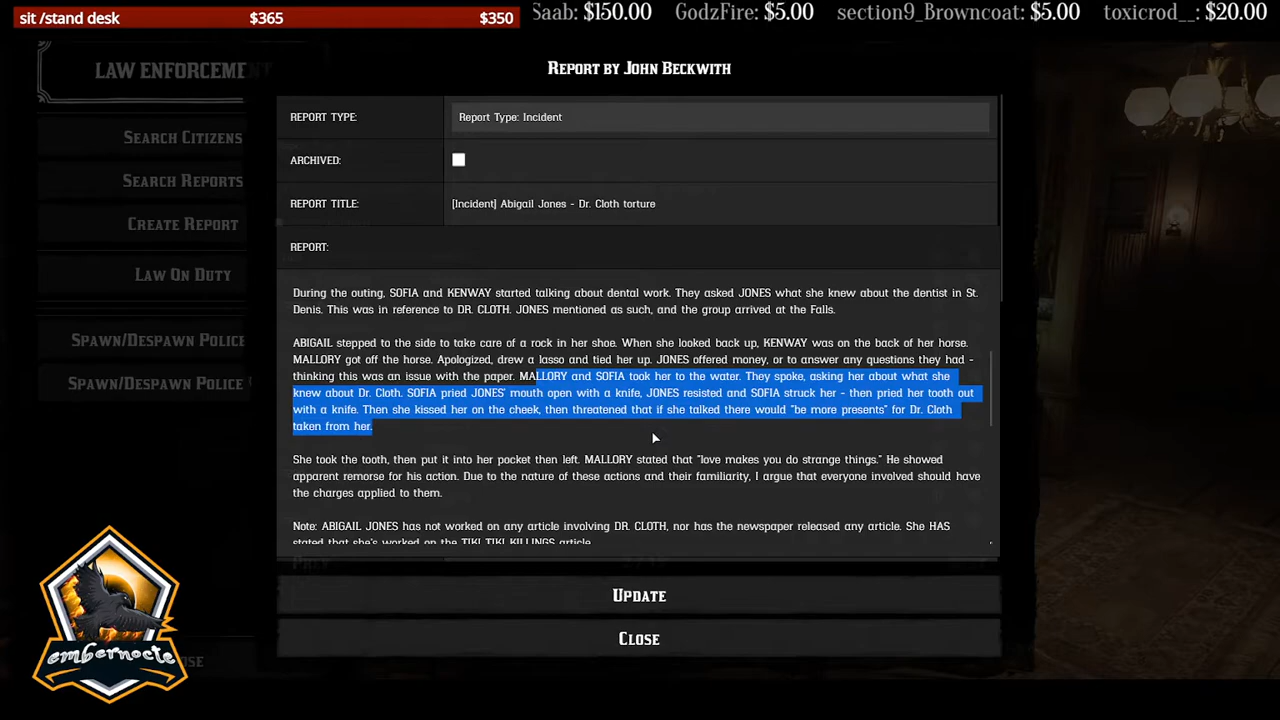 sit /stand desk $365 $350
Saab: $150.00 GodzFire: $5.00 section9_Browncoat: $5.00 toxicrod__: $20.00
LAW ENFORCEMENT
SEARCH CITIZENS
SEARCH REPORTS
CREATE REPORT
LAW ON DUTY
SPAWN/DESPAWN POLICE
SPAWN/DESPAWN POLICE
REPORT BY JOHN BECKWITH
REPORT TYPE: Report Type: Incident
ARCHIVED:
REPORT TITLE: [Incident] Abigail Jones - Dr. Cloth torture
REPORT:
During the outing, SOFIA and KENWAY started talking about dental work. They asked JONES what she knew about the dentist in St.
Denis. This was in reference to DR. CLOTH. JONES mentioned as such, and the group arrived at the Falls.
ABIGAIL stepped to the side to take care of a rock in her shoe. When she looked back up, KENWAY was on the back of her horse.
MALLORY got off the horse. Apologized, drew a lasso and tied her up. JONES offered money, or to answer any questions they had -
thinking this was an issue with the paper. MALLORY and SOFIA took her to the water. They spoke, asking her about what she
knew about Dr. Cloth. SOFIA pried JONES' mouth open with a knife, JONES resisted and SOFIA struck her - then pried her tooth out
with a knife. Then she kissed her on the cheek, then threatened that if she talked there would "be more presents" for Dr. Cloth
taken from her.
She took the tooth, then put it into her pocket then left. MALLORY stated that "love makes you do strange things." He showed
apparent remorse for his action. Due to the nature of these actions and their familiarity, I argue that everyone involved should have
the charges applied to them.
Note: ABIGAIL JONES has not worked on any article involving DR. CLOTH, nor has the newspaper released any article. She HAS
stated that she's worked on the TIKI TIKI KILLINGS article.
UPDATE
CLOSE
embernocte